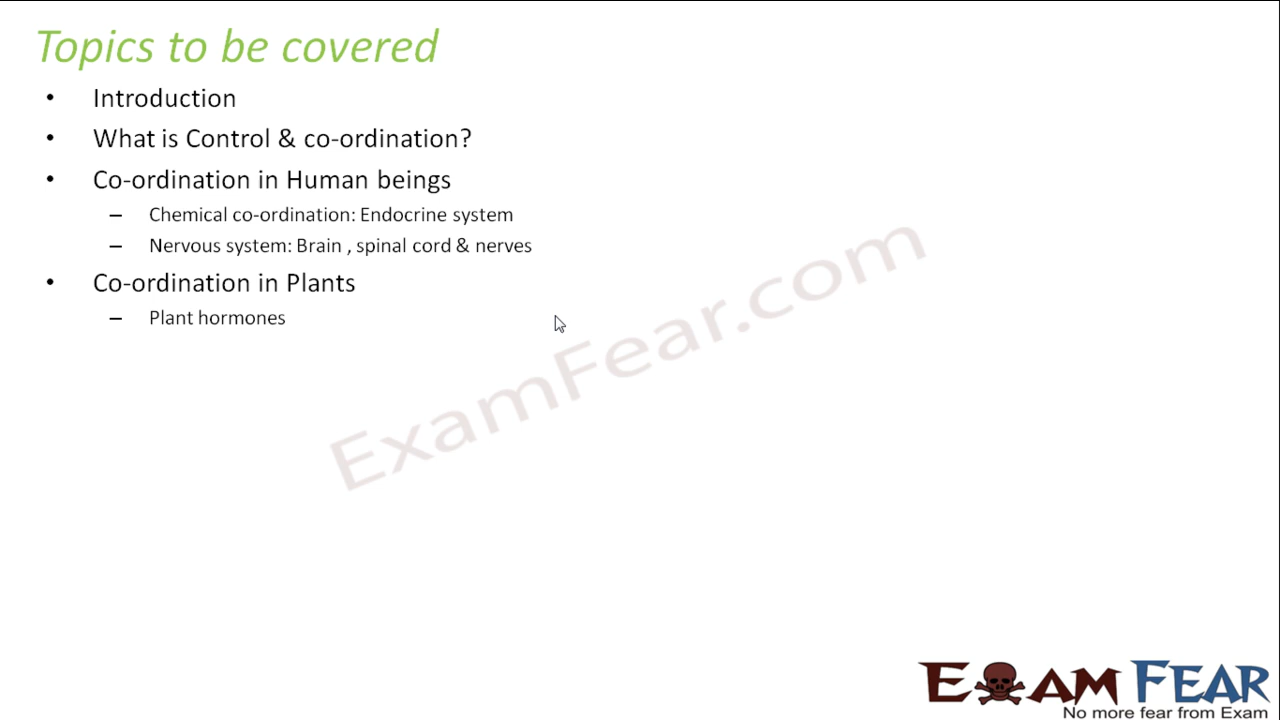 Topics to be covered
• Introduction
• What is Control & co-ordination?
• Co-ordination in Human beings
– Chemical co-ordination: Endocrine system
– Nervous system: Brain , spinal cord & nerves
• Co-ordination in Plants
– Plant hormones
ExamFear.com
EXAM FEAR
No more fear from Exam